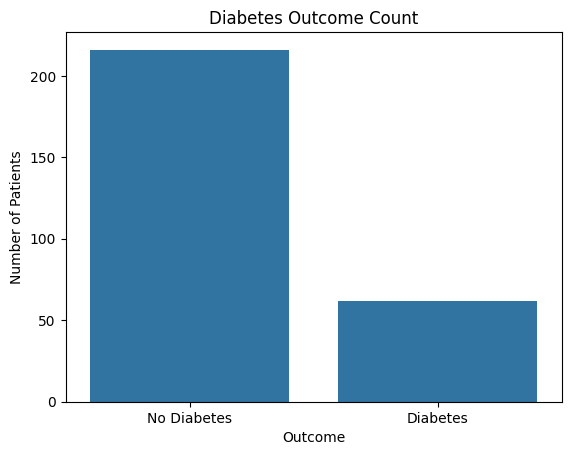 Diabetes Outcome Count
Number of Patients
200
150
100
50
0
No Diabetes
Diabetes
Outcome